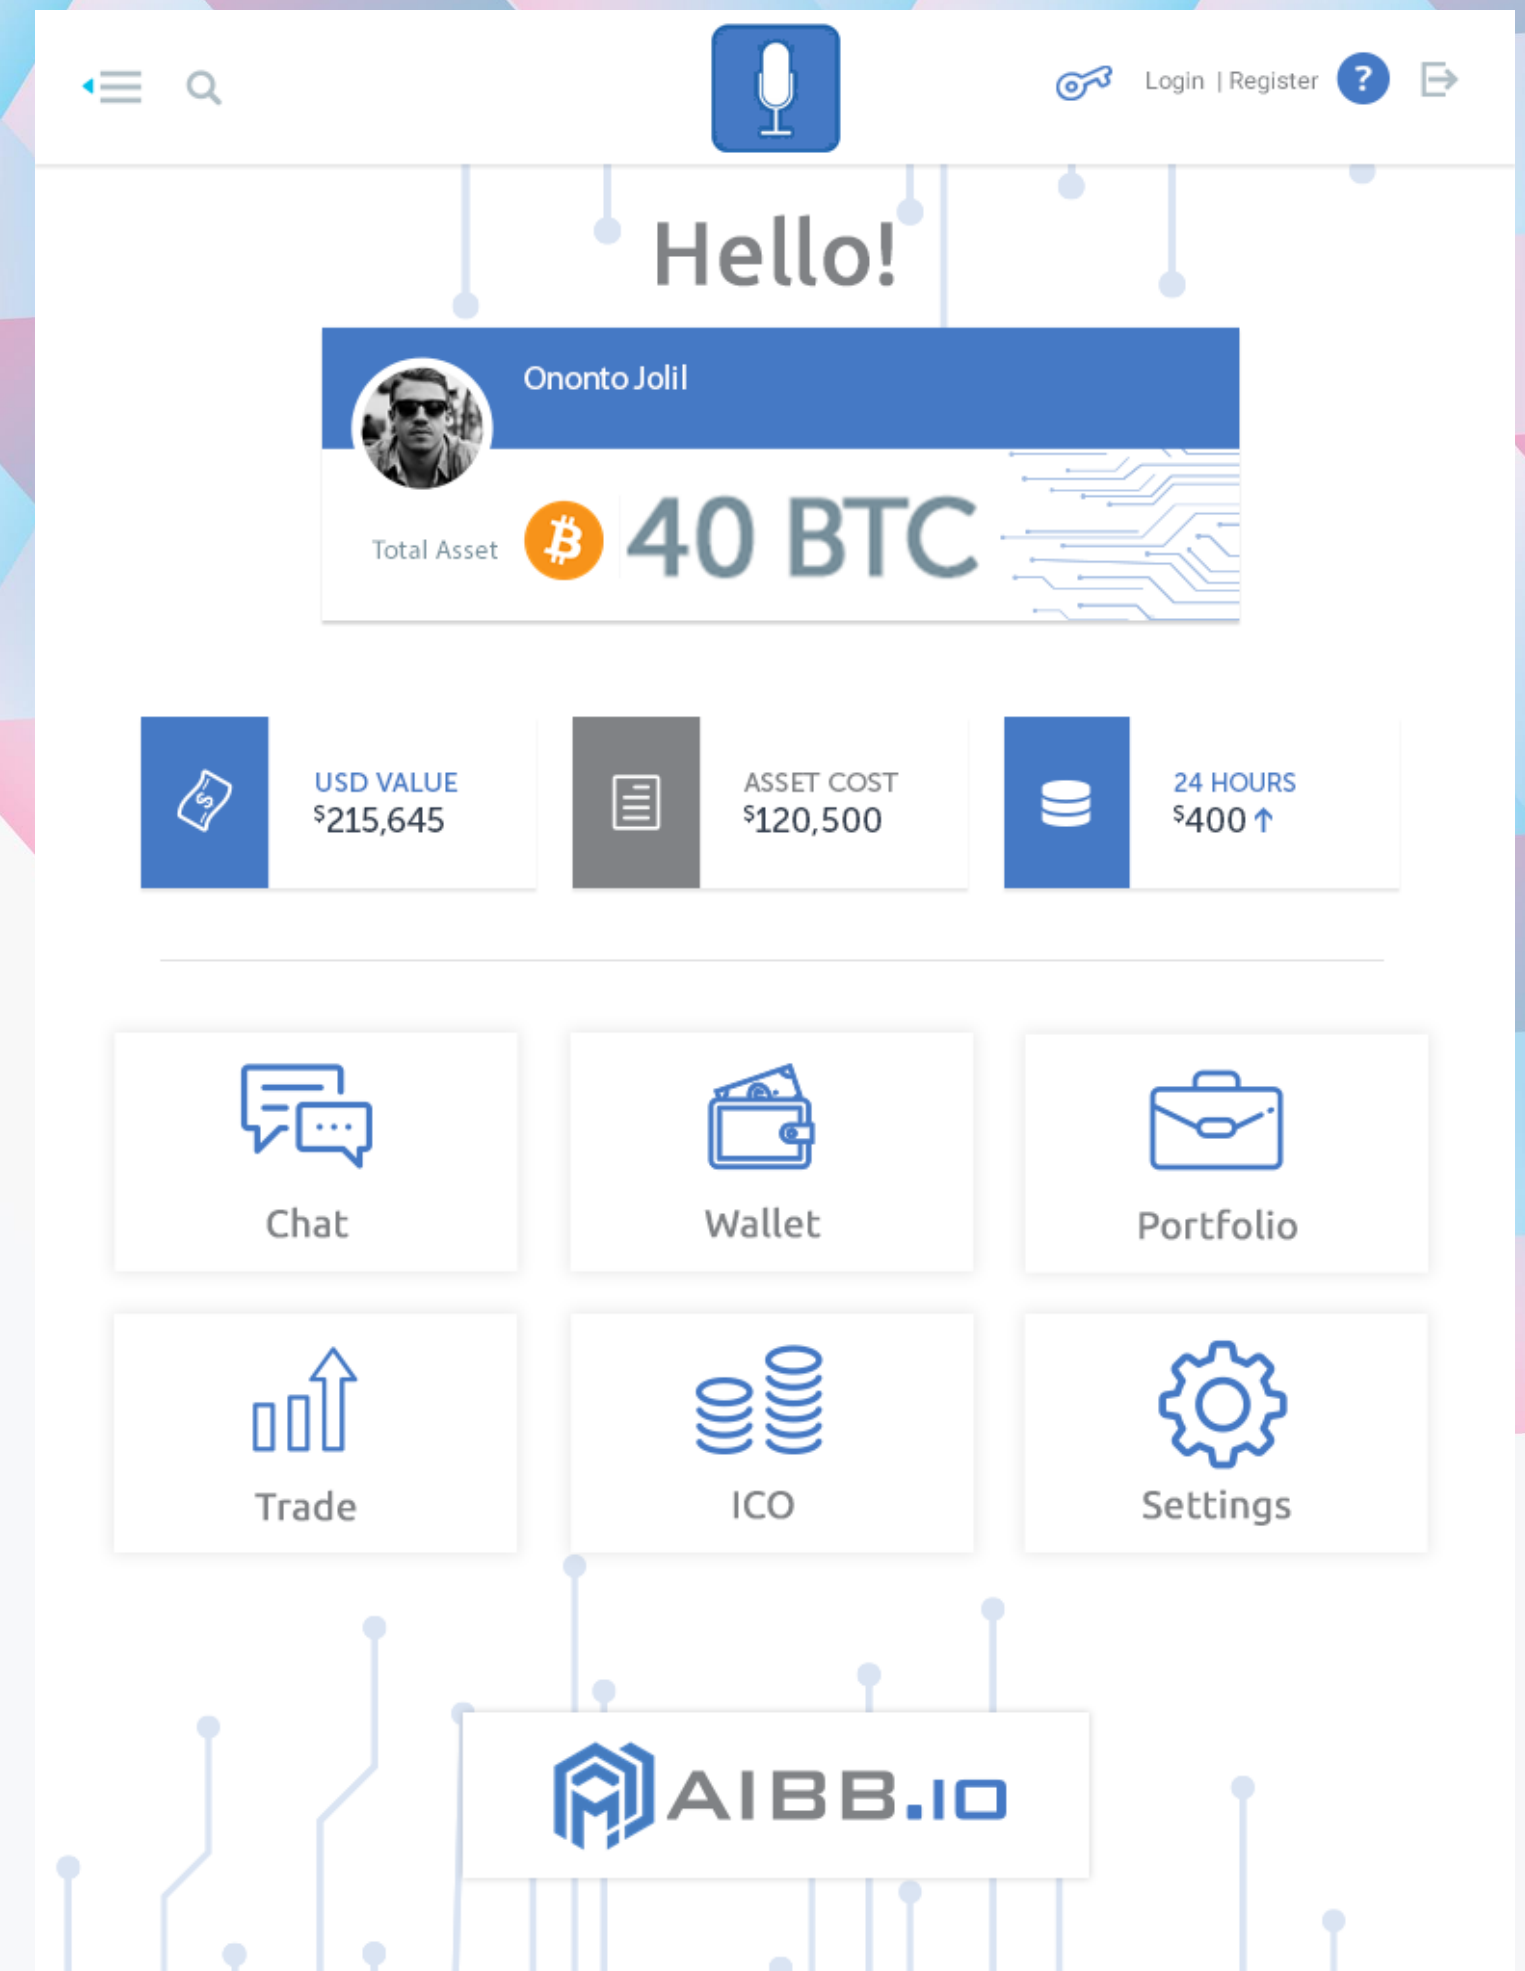 Login | Register ?
Hello!
Ononto Jolil
Total Asset
40 BTC
USD VALUE
$215,645
ASSET COST
$120,500
24 HOURS
$400 ↑
Chat
Wallet
Portfolio
Trade
ICO
Settings
AIBB.IO